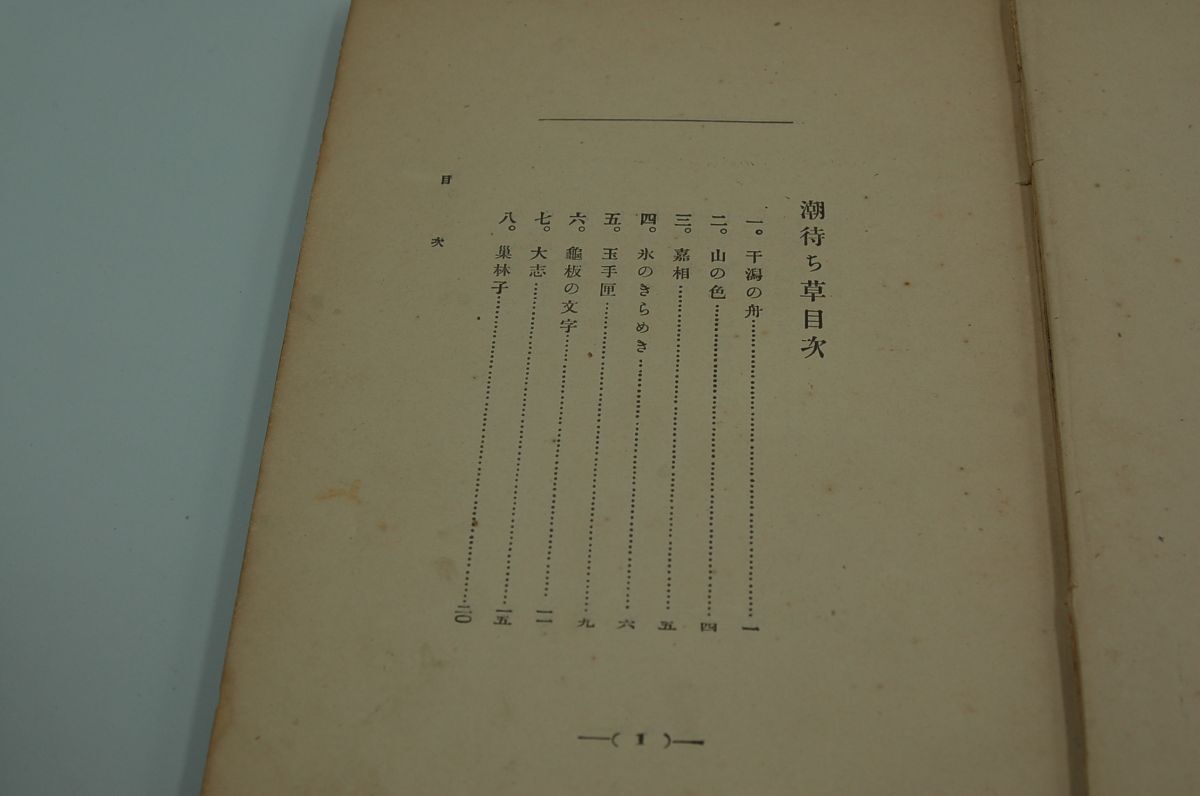 潮待ち草目次
一。干潟の舟……一
二。山の色……四
三。嘉相……五
四。氷のきらめき……六
五。玉手匣……九
六。龜板の文字……一一
七。大志……一五
八。巣林子……二〇
目次
―( 1 )―